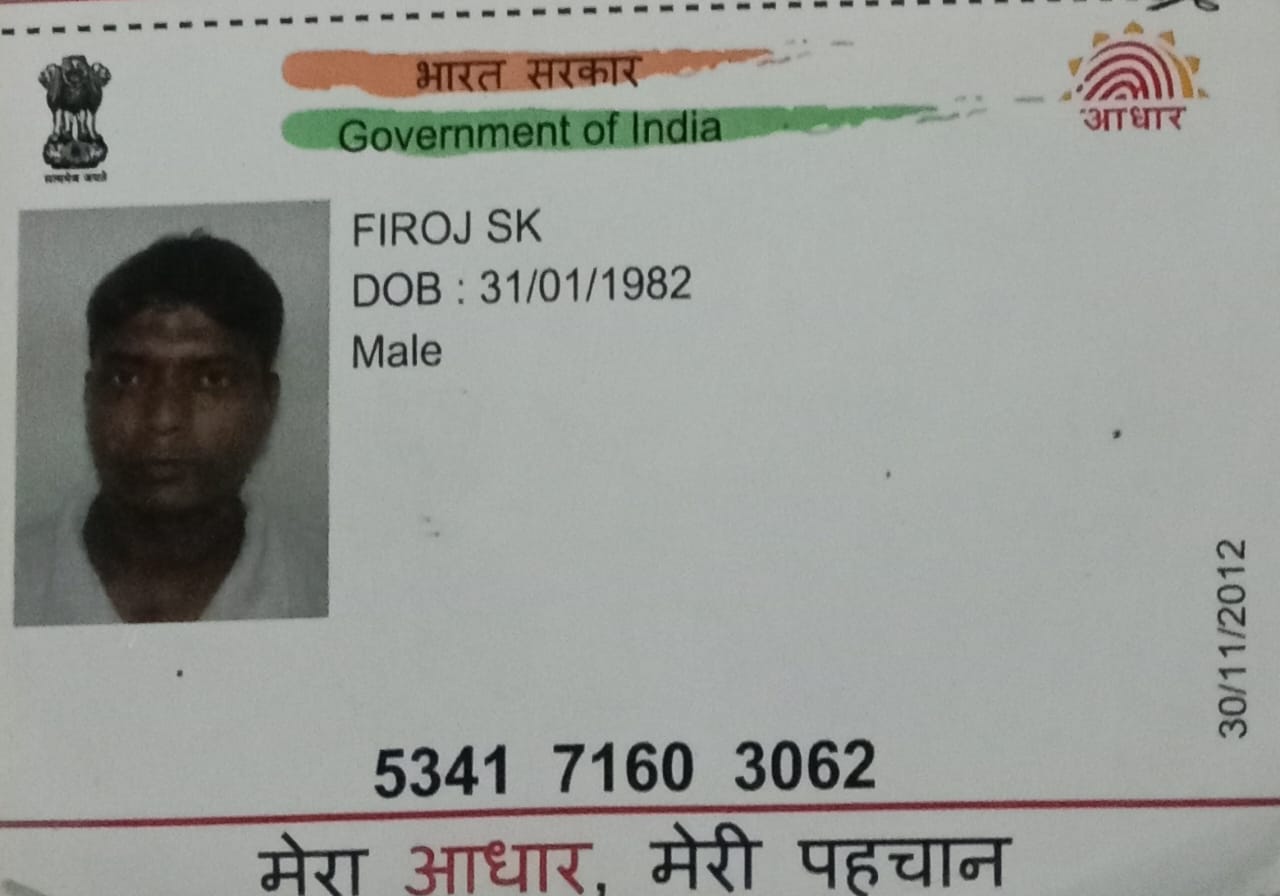 भारत सरकार
Government of India
आधार
सत्यमेव जयते
FIROJ SK
DOB : 31/01/1982
Male
30/11/2012
5341 7160 3062
मेरा आधार, मेरी पहचान